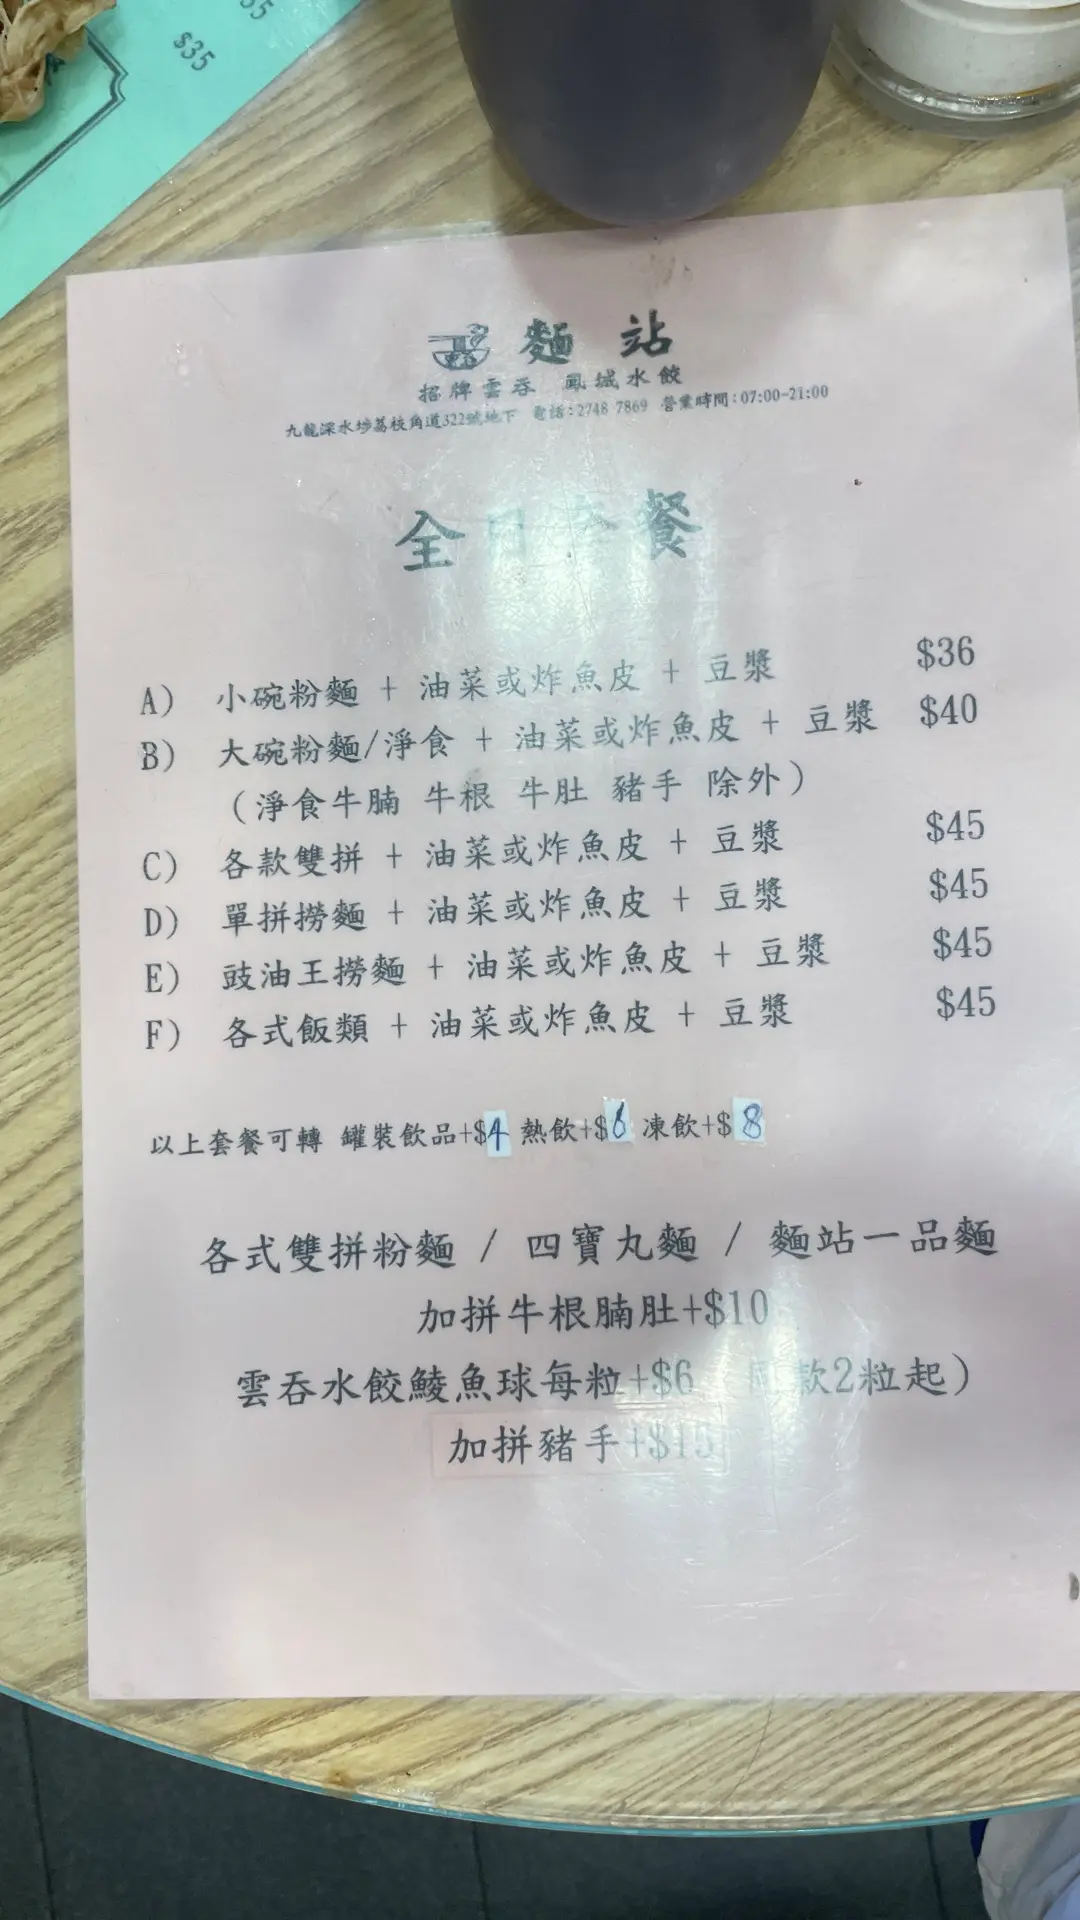 $35
麵 站
招牌雲吞 鳳城水餃
九龍深水埗荔枝角道322號地下 電話:2748 7869 營業時間:07:00-21:00
全日套餐
A) 小碗粉麵 + 油菜或炸魚皮 + 豆漿 $36
B) 大碗粉麵/淨食 + 油菜或炸魚皮 + 豆漿 $40
(淨食牛腩 牛根 牛肚 豬手 除外)
C) 各款雙拼 + 油菜或炸魚皮 + 豆漿 $45
D) 單拼撈麵 + 油菜或炸魚皮 + 豆漿 $45
E) 豉油王撈麵 + 油菜或炸魚皮 + 豆漿 $45
F) 各式飯類 + 油菜或炸魚皮 + 豆漿 $45
以上套餐可轉 罐裝飲品+$4 熱飲+$6 凍飲+$8
各式雙拼粉麵 / 四寶丸麵 / 麵站一品麵
加拼牛根腩肚+$10
雲吞水餃鯪魚球每粒+$6 款2粒起)
加拼豬手+$15